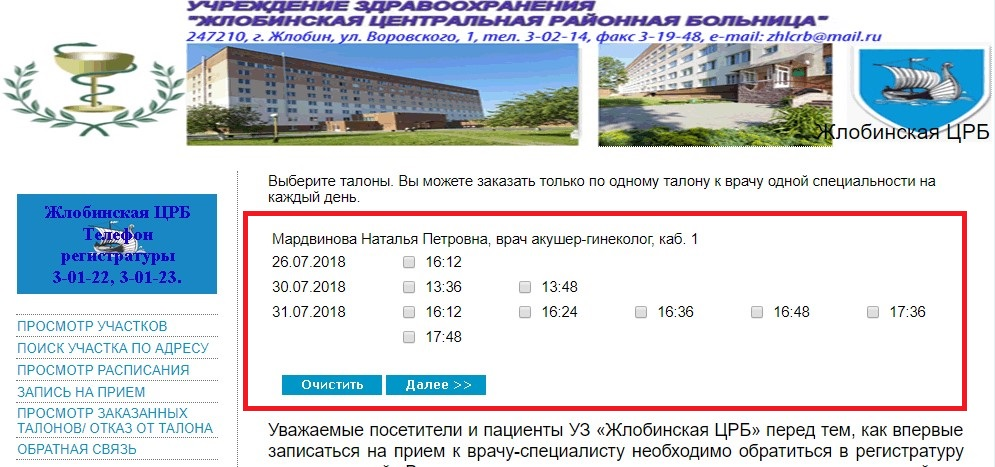 УЧРЕЖДЕНИЕ ЗДРАВООХРАНЕНИЯ
"ЖЛОБИНСКАЯ ЦЕНТРАЛЬНАЯ РАЙОННАЯ БОЛЬНИЦА"
247210, г. Жлобин, ул. Воровского, 1, тел. 3-02-14, факс 3-19-48, e-mail: zhlcrb@mail.ru
Жлобинская ЦРБ
Жлобинская ЦРБ
Телефон
регистратуры
3-01-22, 3-01-23.
ПРОСМОТР УЧАСТКОВ
ПОИСК УЧАСТКА ПО АДРЕСУ
ПРОСМОТР РАСПИСАНИЯ
ЗАПИСЬ НА ПРИЕМ
ПРОСМОТР ЗАКАЗАННЫХ
ТАЛОНОВ/ ОТКАЗ ОТ ТАЛОНА
ОБРАТНАЯ СВЯЗЬ
Выберите талоны. Вы можете заказать только по одному талону к врачу одной специальности на
каждый день.
Мардвинова Наталья Петровна, врач акушер-гинеколог, каб. 1
26.07.2018 16:12
30.07.2018 13:36 13:48
31.07.2018 16:12 16:24 16:36 16:48 17:36
17:48
Очистить Далее >>
Уважаемые посетители и пациенты УЗ «Жлобинская ЦРБ» перед тем, как впервые
записаться на прием к врачу-специалисту необходимо обратиться в регистратуру